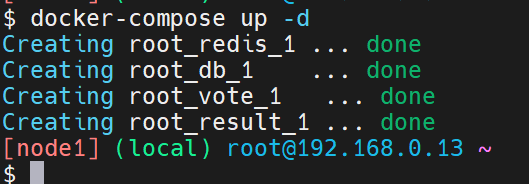 $ docker-compose up -d
Creating root_redis_1 ... done
Creating root_db_1    ... done
Creating root_vote_1   ... done
Creating root_result_1 ... done
[node1] (local) root@192.168.0.13 ~
$